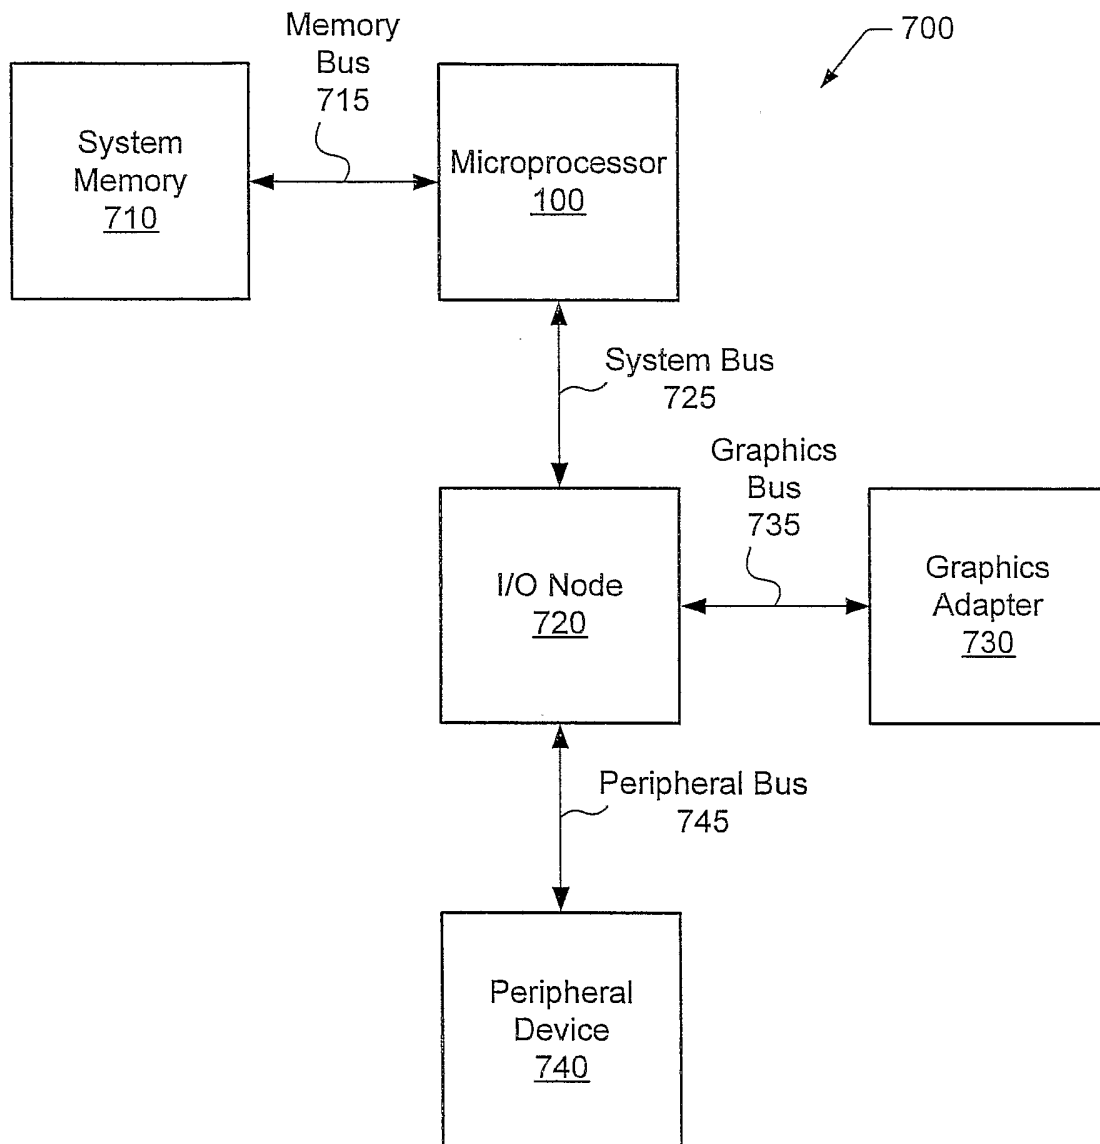 Memory
Bus
715
700
System
Memory
710
Microprocessor
100
System Bus
725
Graphics
Bus
735
I/O Node
720
Graphics
Adapter
730
Peripheral Bus
745
Peripheral
Device
740